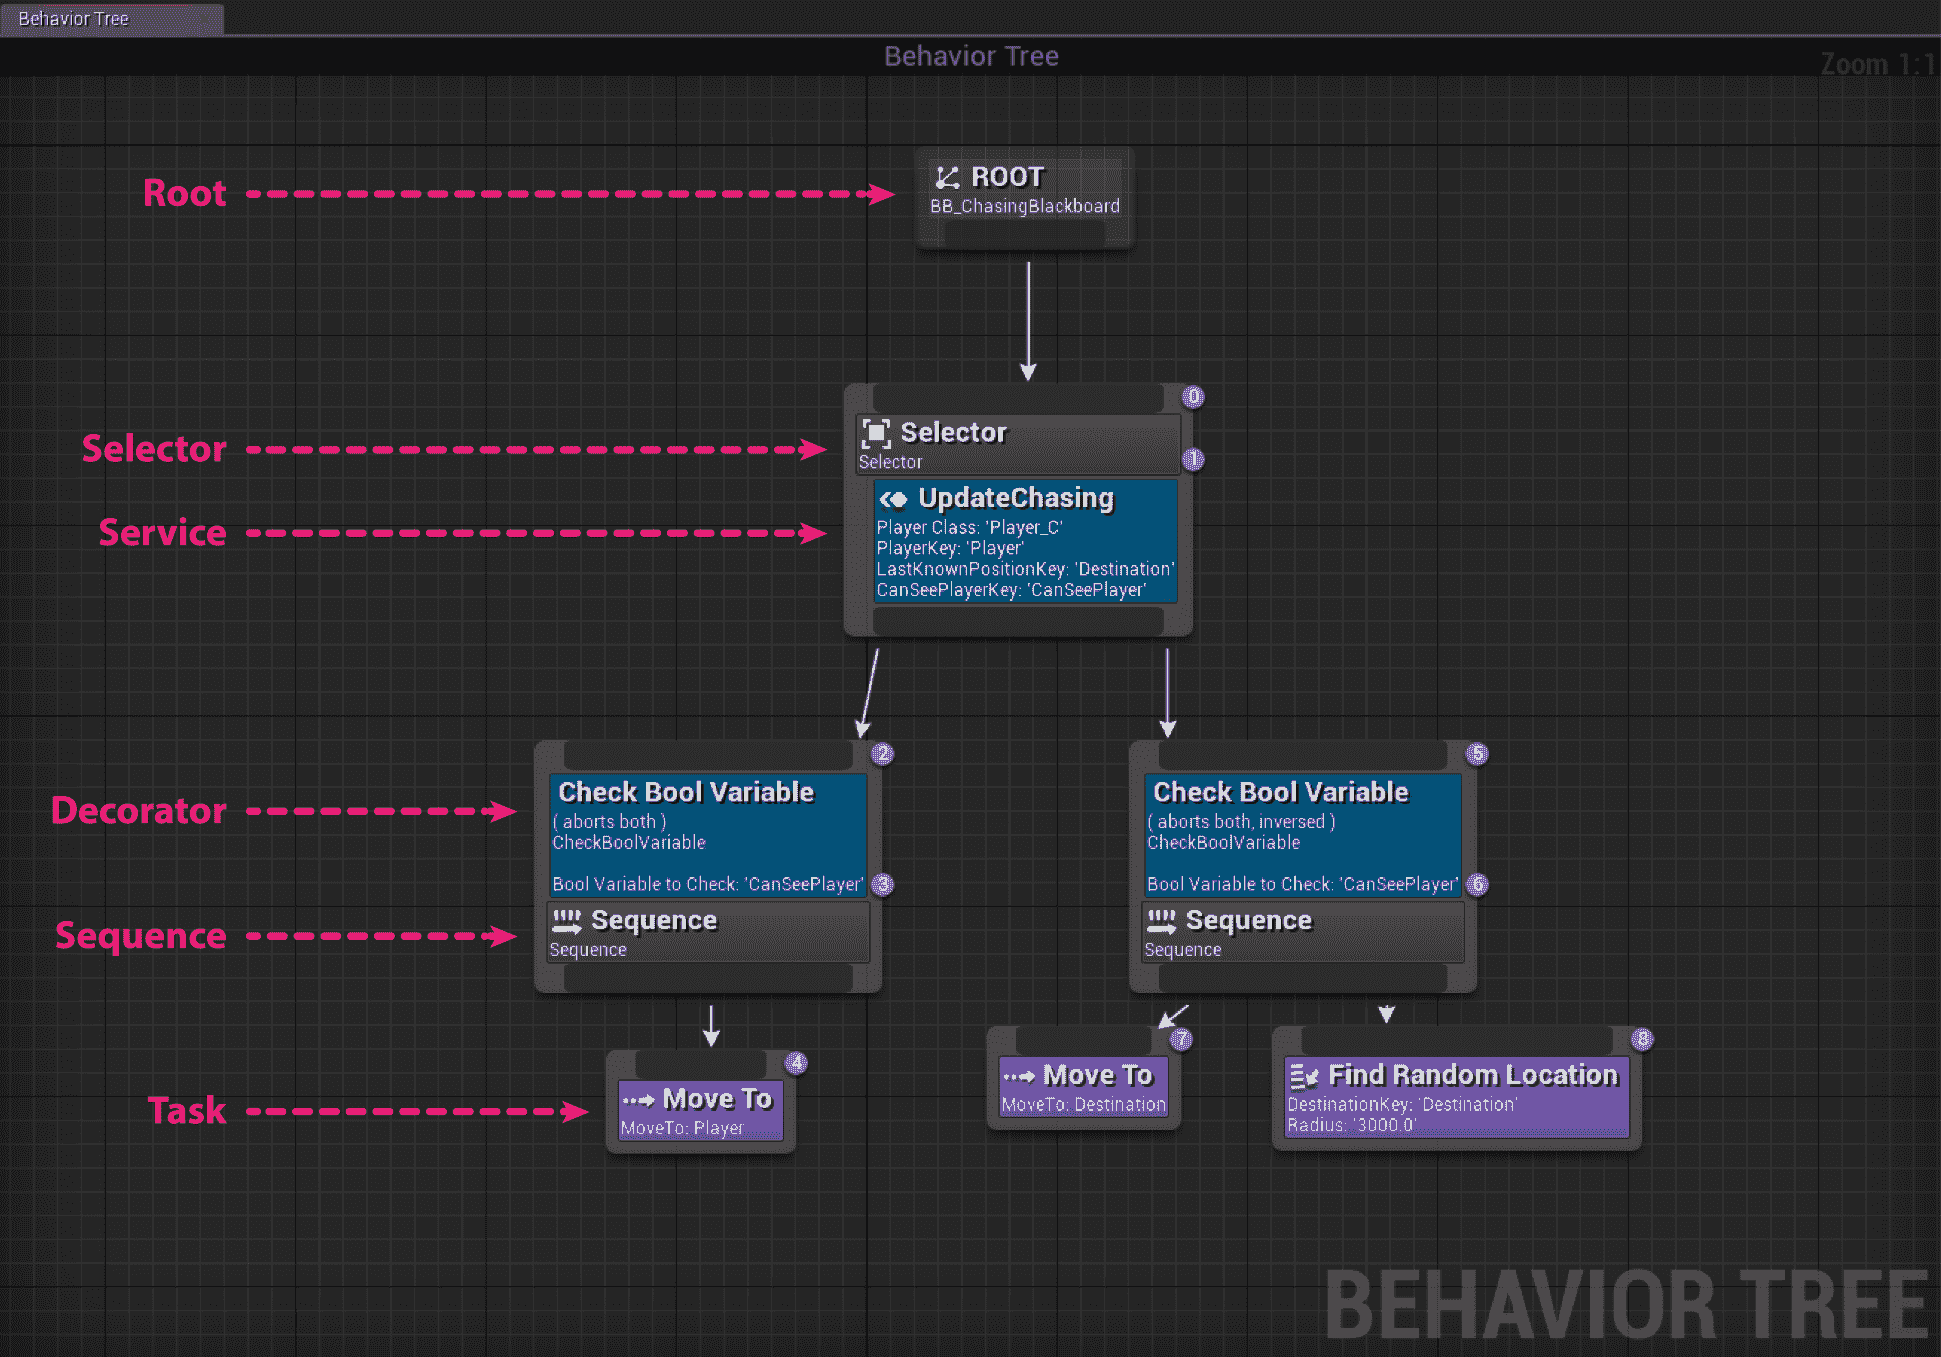 Behavior Tree
Behavior Tree
Zoom 1:1
Root
ROOT
BB_ChasingBlackboard
0
Selector
Selector
Selector
1
Service
UpdateChasing
Player Class: 'Player_C'
PlayerKey: 'Player'
LastKnownPositionKey: 'Destination'
CanSeePlayerKey: 'CanSeePlayer'
2
5
Decorator
Check Bool Variable
( aborts both )
CheckBoolVariable
Bool Variable to Check: 'CanSeePlayer'
3
Check Bool Variable
( aborts both, inversed )
CheckBoolVariable
Bool Variable to Check: 'CanSeePlayer'
6
Sequence
Sequence
Sequence
Sequence
Sequence
4
7
8
Task
Move To
MoveTo: Player
Move To
MoveTo: Destination
Find Random Location
DestinationKey: 'Destination'
Radius: '3000.0'
BEHAVIOR TREE